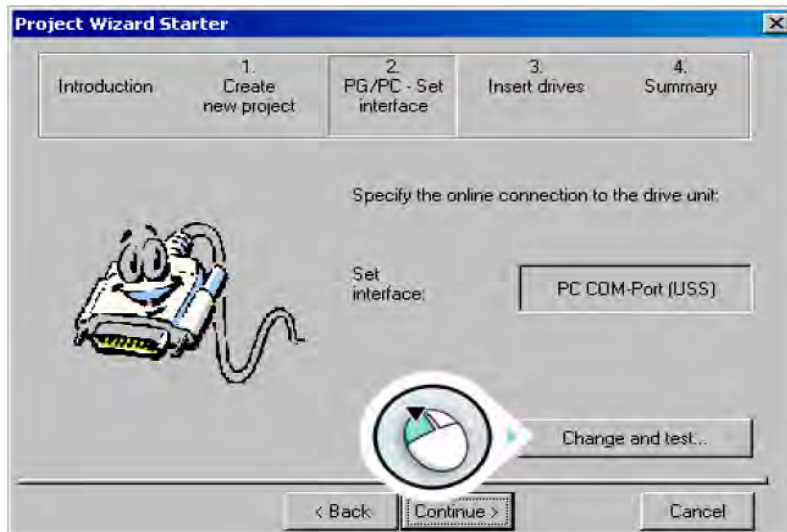 Project Wizard Starter
Introduction
1.
Create
new project
2.
PG/PC - Set
interface
3.
Insert drives
4.
Summary
Specify the online connection to the drive unit:
Set
interface:
PC COM-Port (USS)
Change and test...
< Back
Continue >
Cancel